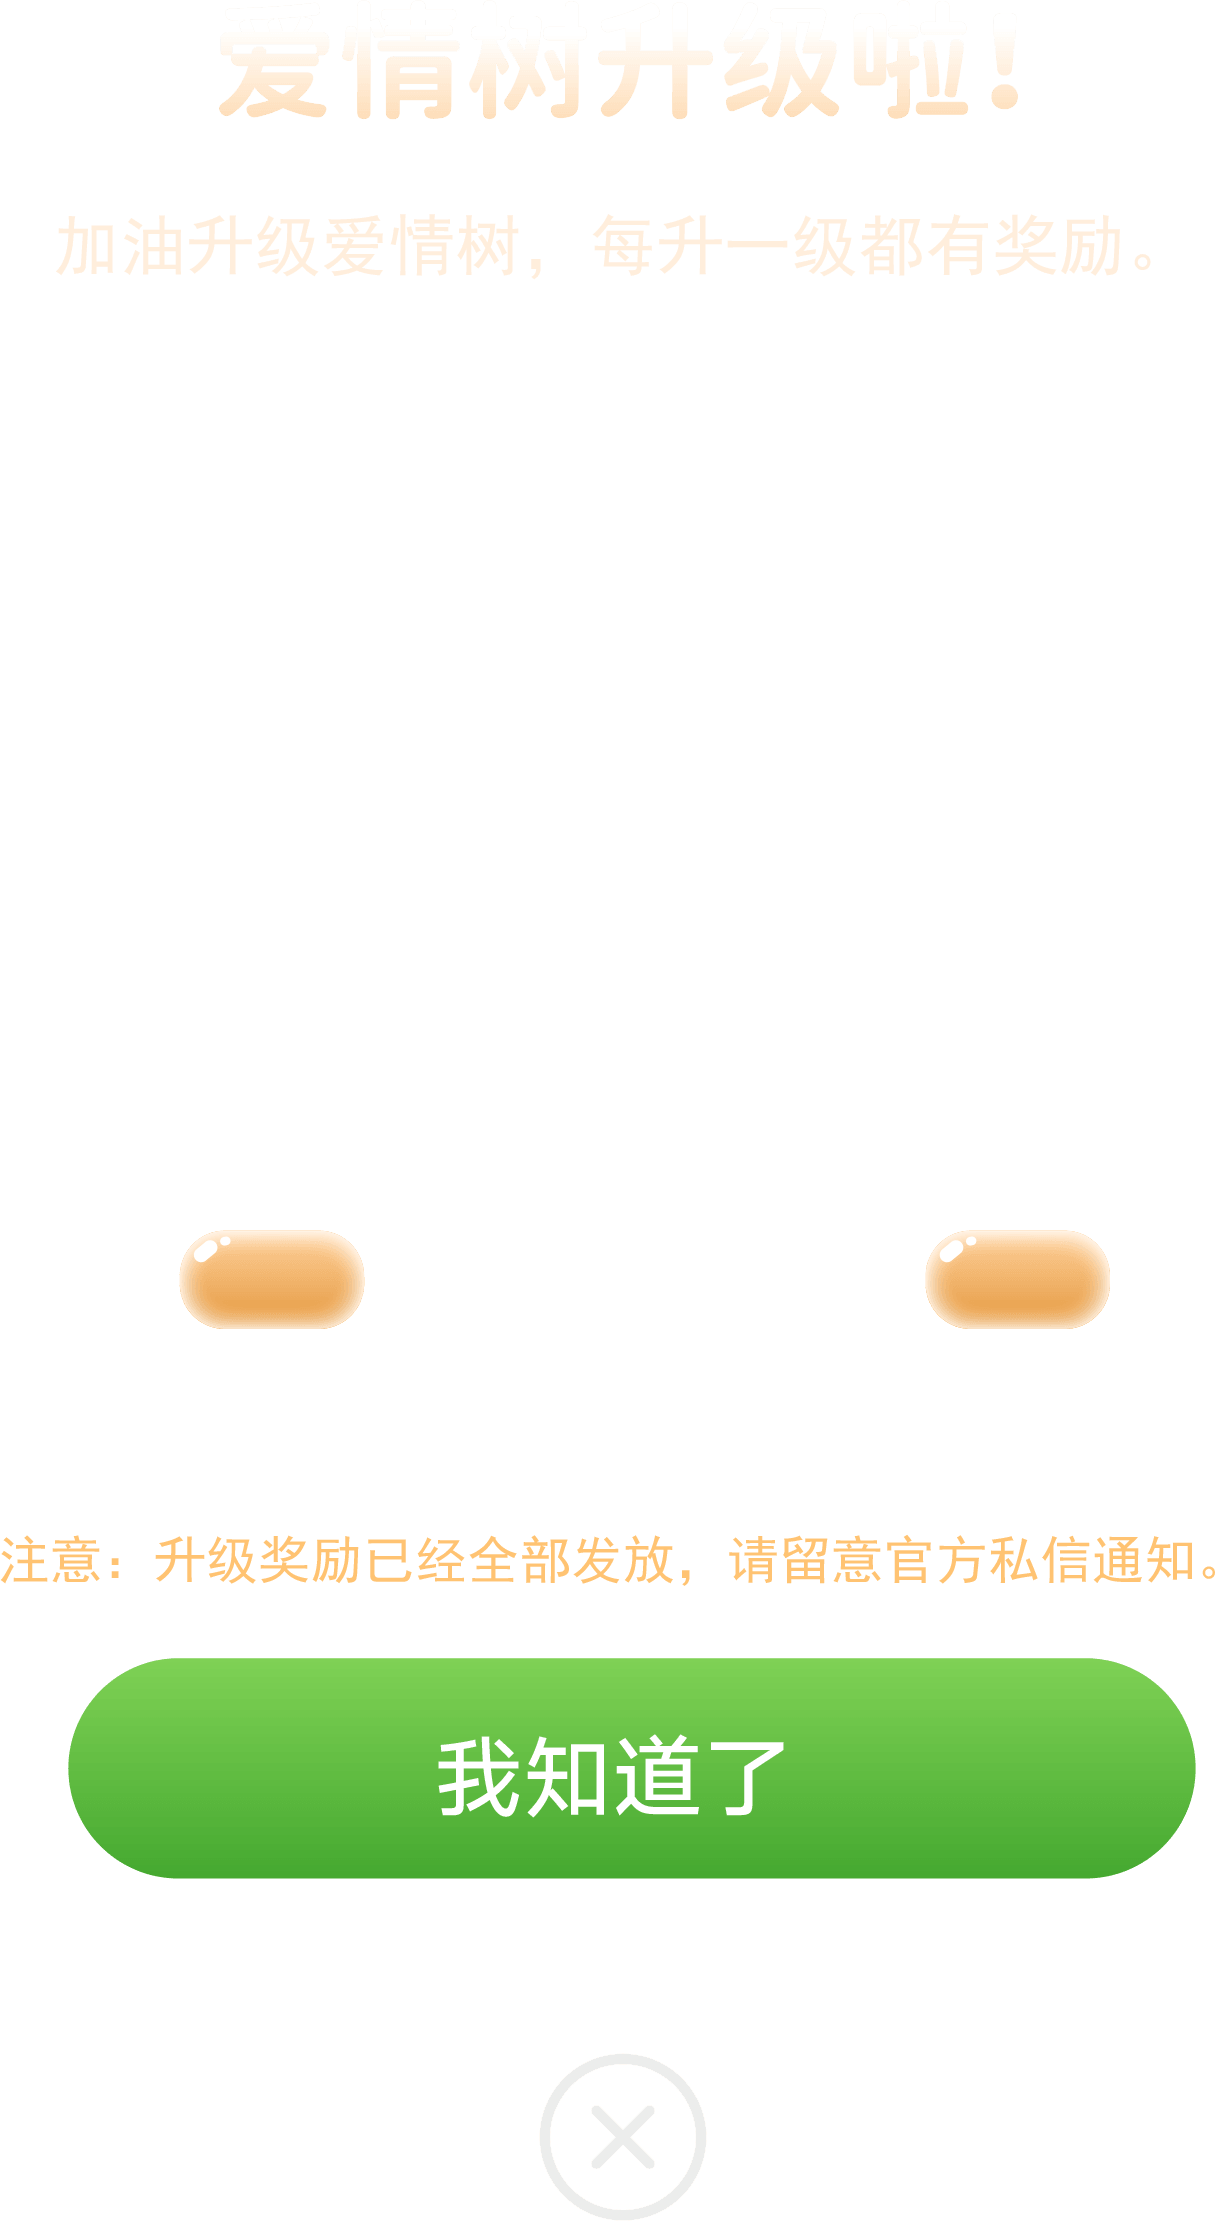 爱情树升级啦！
加油升级爱情树，每升一级都有奖励。
注意：升级奖励已经全部发放，请留意官方私信通知。
我知道了